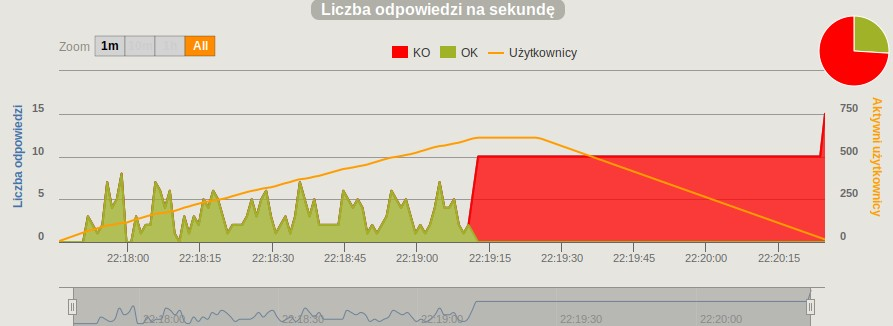 Liczba odpowiedzi na sekundę
Zoom 1m 10m 1h All
KO OK Użytkownicy
Liczba odpowiedzi
15
10
5
0
750
500
250
0
Aktywni użytkownicy
22:18:00 22:18:15 22:18:30 22:18:45 22:19:00 22:19:15 22:19:30 22:19:45 22:20:00 22:20:15
22:18:00 22:18:30 22:19:00 22:19:30 22:20:00